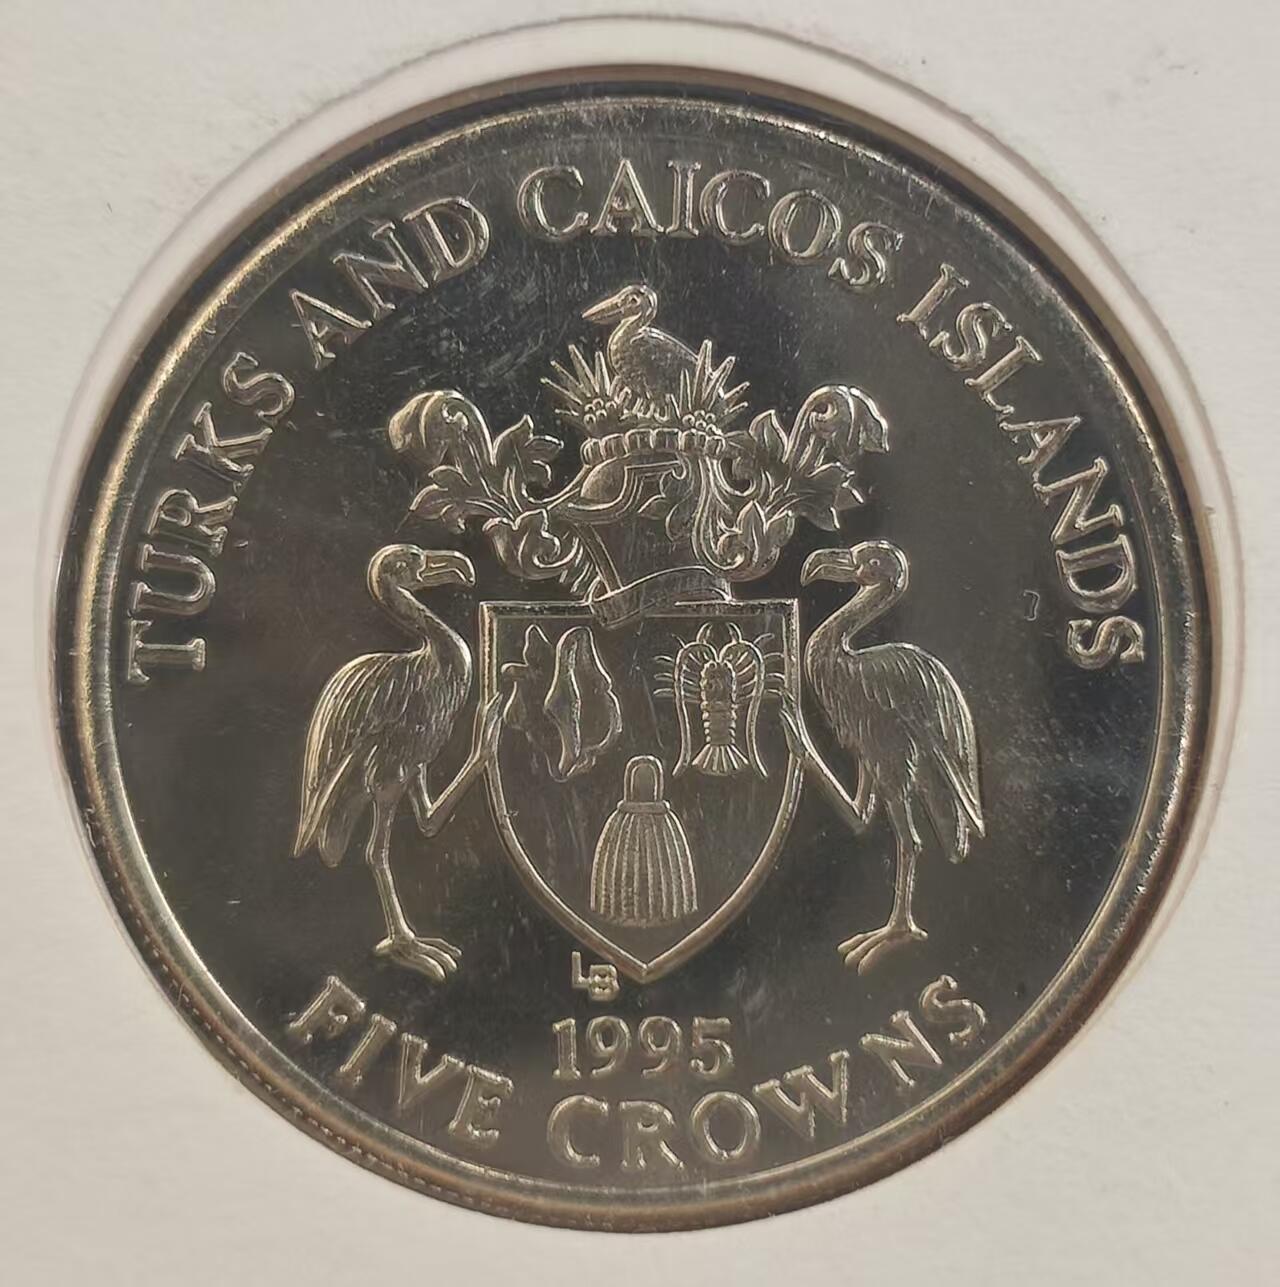 TURKS AND CAICOS ISLANDS
LB
1995
FIVE CROWNS